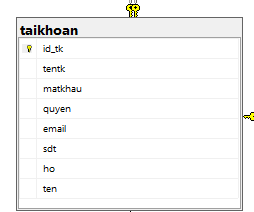 taikhoan
id_tk
tentk
matkhau
quyen
email
sdt
ho
ten